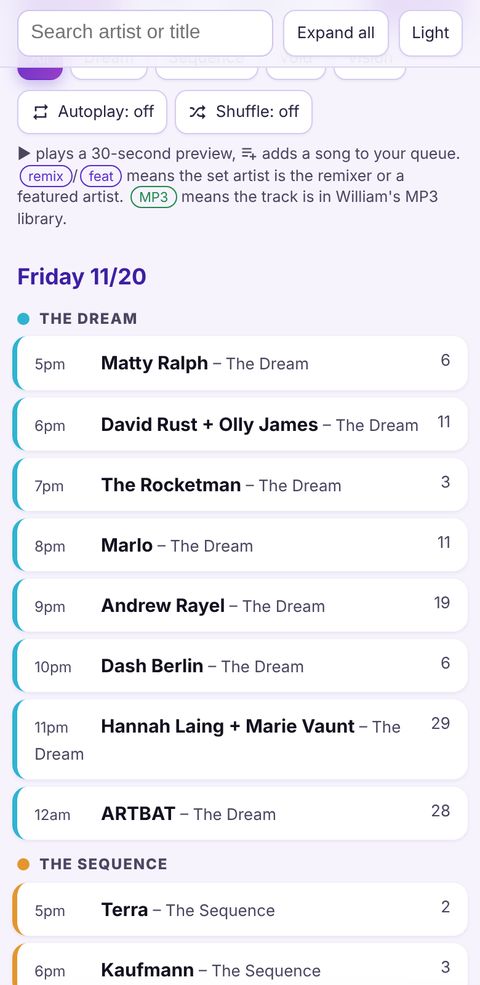 Search artist or title
Expand all
Light
Dream
Sequence
Void
Vision
Autoplay: off
Shuffle: off
▶ plays a 30-second preview, adds a song to your queue.
remix/feat means the set artist is the remixer or a
featured artist. MP3 means the track is in William's MP3
library.
Friday 11/20
THE DREAM
5pm Matty Ralph – The Dream 6
6pm David Rust + Olly James – The Dream 11
7pm The Rocketman – The Dream 3
8pm Marlo – The Dream 11
9pm Andrew Rayel – The Dream 19
10pm Dash Berlin – The Dream 6
11pm Hannah Laing + Marie Vaunt – The 29
Dream
12am ARTBAT – The Dream 28
THE SEQUENCE
5pm Terra – The Sequence 2
6pm Kaufmann – The Sequence 3